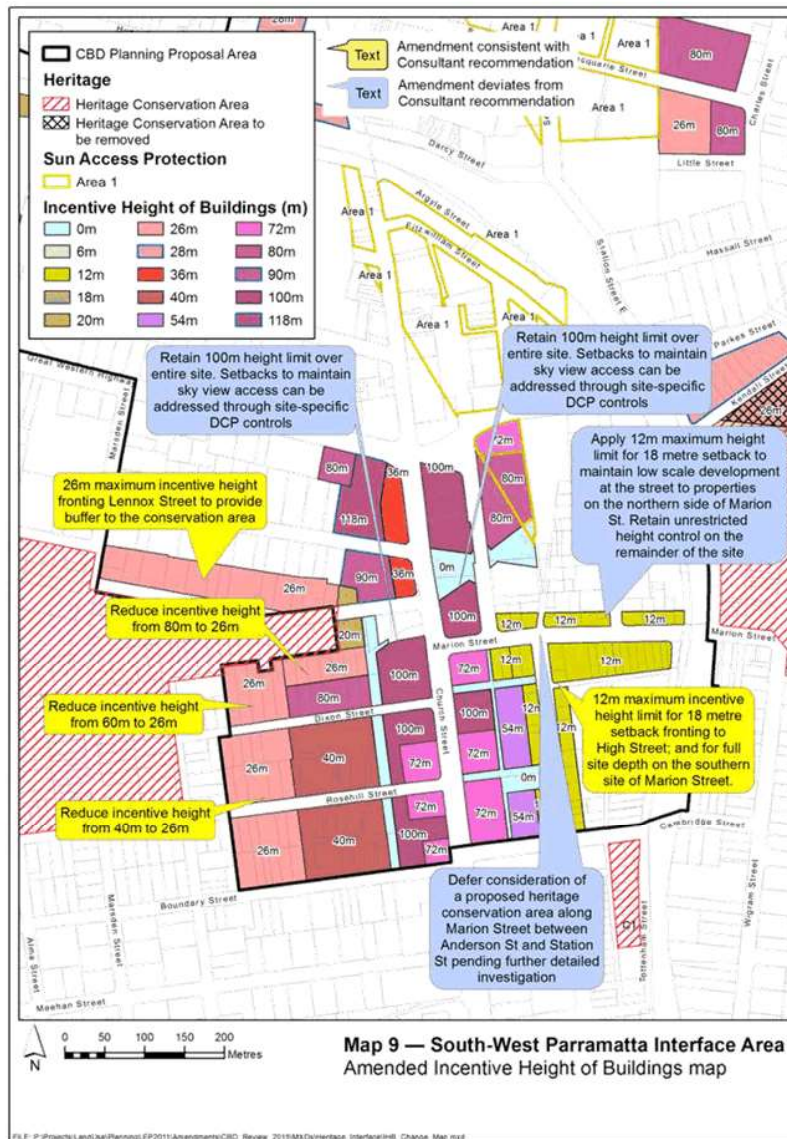 CBD Planning Proposal Area
Heritage
Heritage Conservation Area
Heritage Conservation Area to
be removed
Sun Access Protection
Area 1
Incentive Height of Buildings (m)
0m
6m
12m
18m
20m
26m
28m
36m
40m
54m
72m
80m
90m
100m
118m
Text
Amendment consistent with
Consultant recommendation
Text
Amendment deviates from
Consultant recommendation
28m
Area 1
Area 1
80m
cquarie Street
Charles Street
Area 1
26m
80m
Little Street
Darcy Street
Area 1
Argyle Street
Fitzwilliam Street
Area 1
Area 1
Area 1
Area 1
Station Street E
Hassall Street
Parkes Street
Kendall Street
26m
Great Western Highway
Marsden Street
Retain 100m height limit over
entire site. Setbacks to maintain
sky view access can be
addressed through site-specific
DCP controls
Retain 100m height limit over
entire site. Setbacks to maintain
sky view access can be
addressed through site-specific
DCP controls
Apply 12m maximum height
limit for 18 metre setback to
maintain low scale development
at the street to properties
on the northern side of Marion
St. Retain unrestricted
height control on the
remainder of the site
26m maximum incentive height
fronting Lennox Street to provide
buffer to the conservation area
80m
36m
118m
100m
72m
80m
80m
26m
90m
36m
0m
100m
Reduce incentive height
from 80m to 26m
20m
12m
12m
12m
Marion Street
Marion Street
26m
26m
80m
100m
72m
12m
12m
12m
Reduce incentive height
from 60m to 26m
Dixon Street
Church Street
100m
100m
54m
12m
12m
72m
72m
12m maximum incentive
height limit for 18 metre
setback fronting to
High Street; and for full
site depth on the southern
side of Marion Street.
26m
40m
0m
Reduce incentive height
from 40m to 26m
Rosehill Street
72m
72m
54m
100m
72m
26m
40m
Cambridge Street
Boundary Street
Defer consideration of
a proposed heritage
conservation area along
Marion Street between
Anderson St and Station
St pending further detailed
investigation
Marsden Street
Anna Street
Meehan Street
Tottenham Street
Wigram Street
N
0
50
100
150
200
Metres
Map 9 — South-West Parramatta Interface Area
Amended Incentive Height of Buildings map